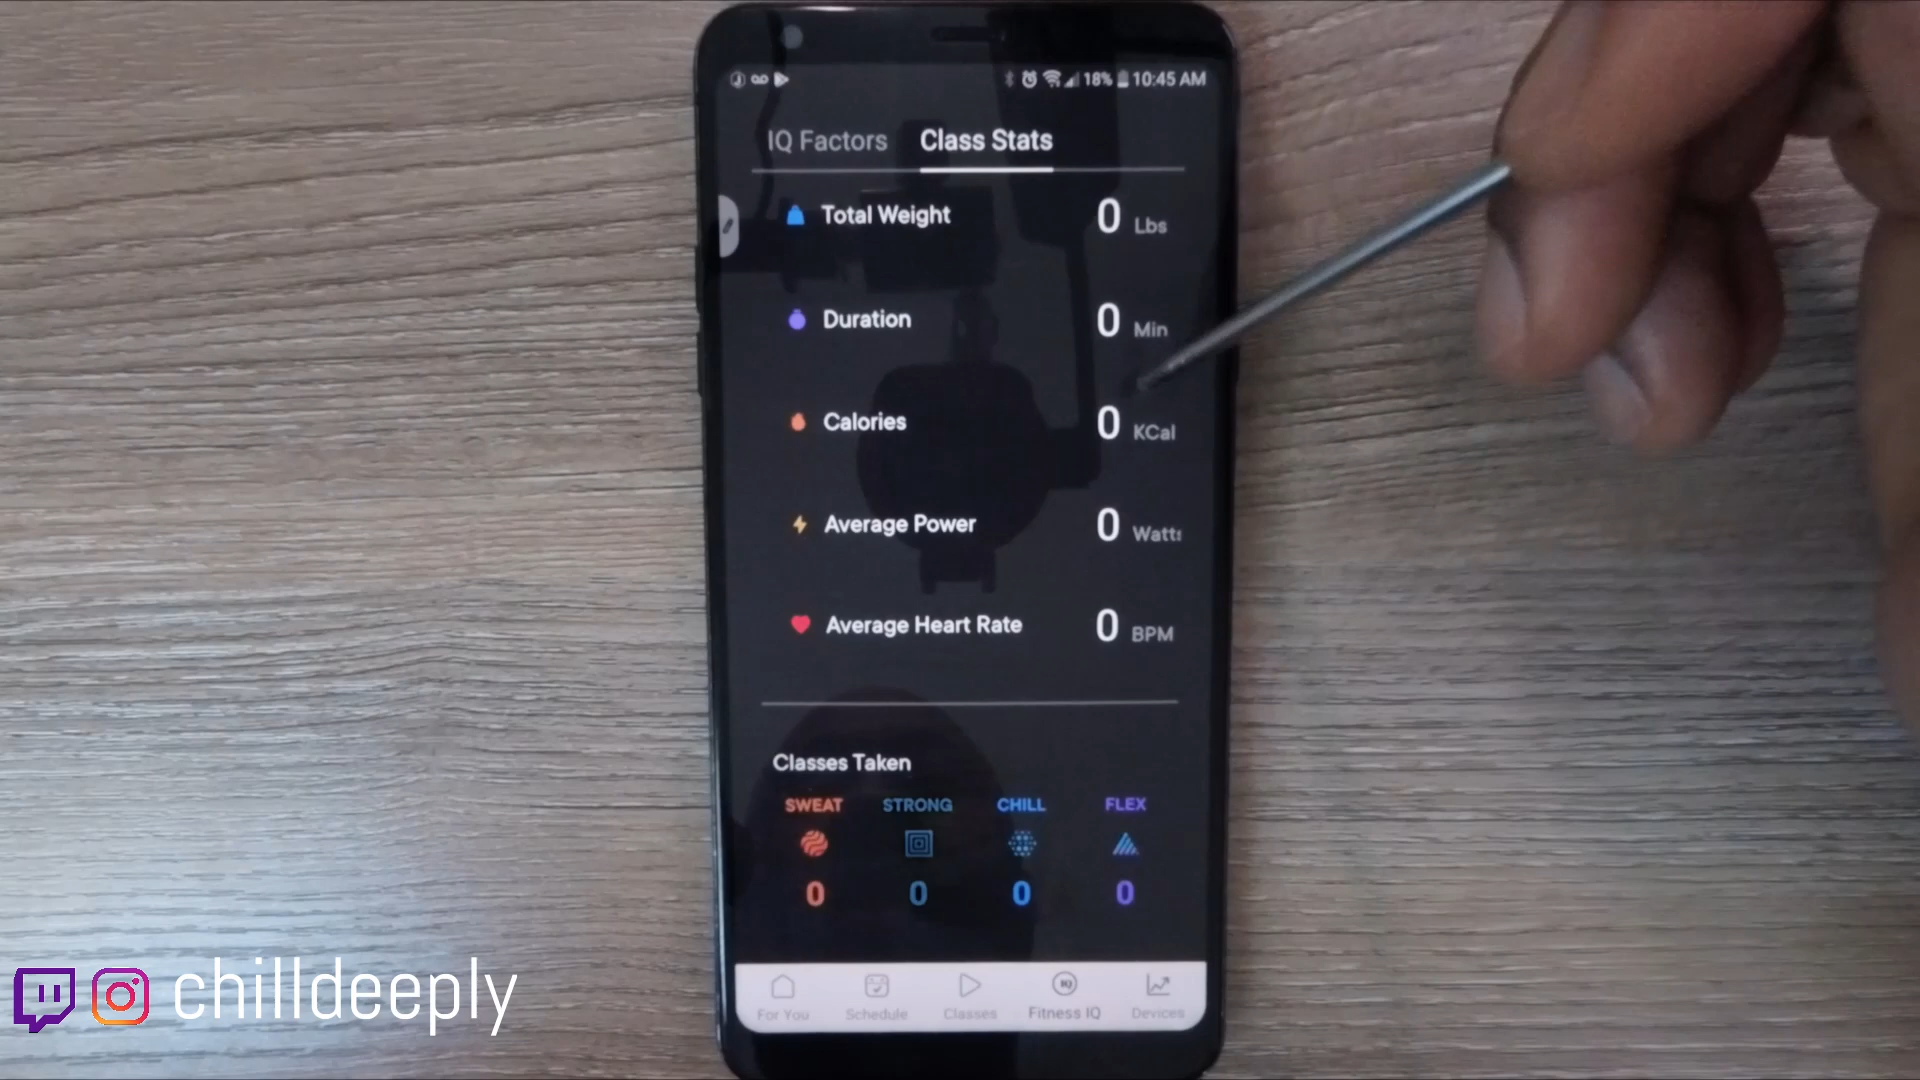 18% 10:45 AM
IQ Factors Class Stats
Total Weight 0 Lbs
Duration 0 Min
Calories 0 KCal
Average Power 0 Watts
Average Heart Rate 0 BPM
Classes Taken
SWEAT STRONG CHILL FLEX
0 0 0 0
For You Schedule Classes Fitness IQ Devices
chilldeeply